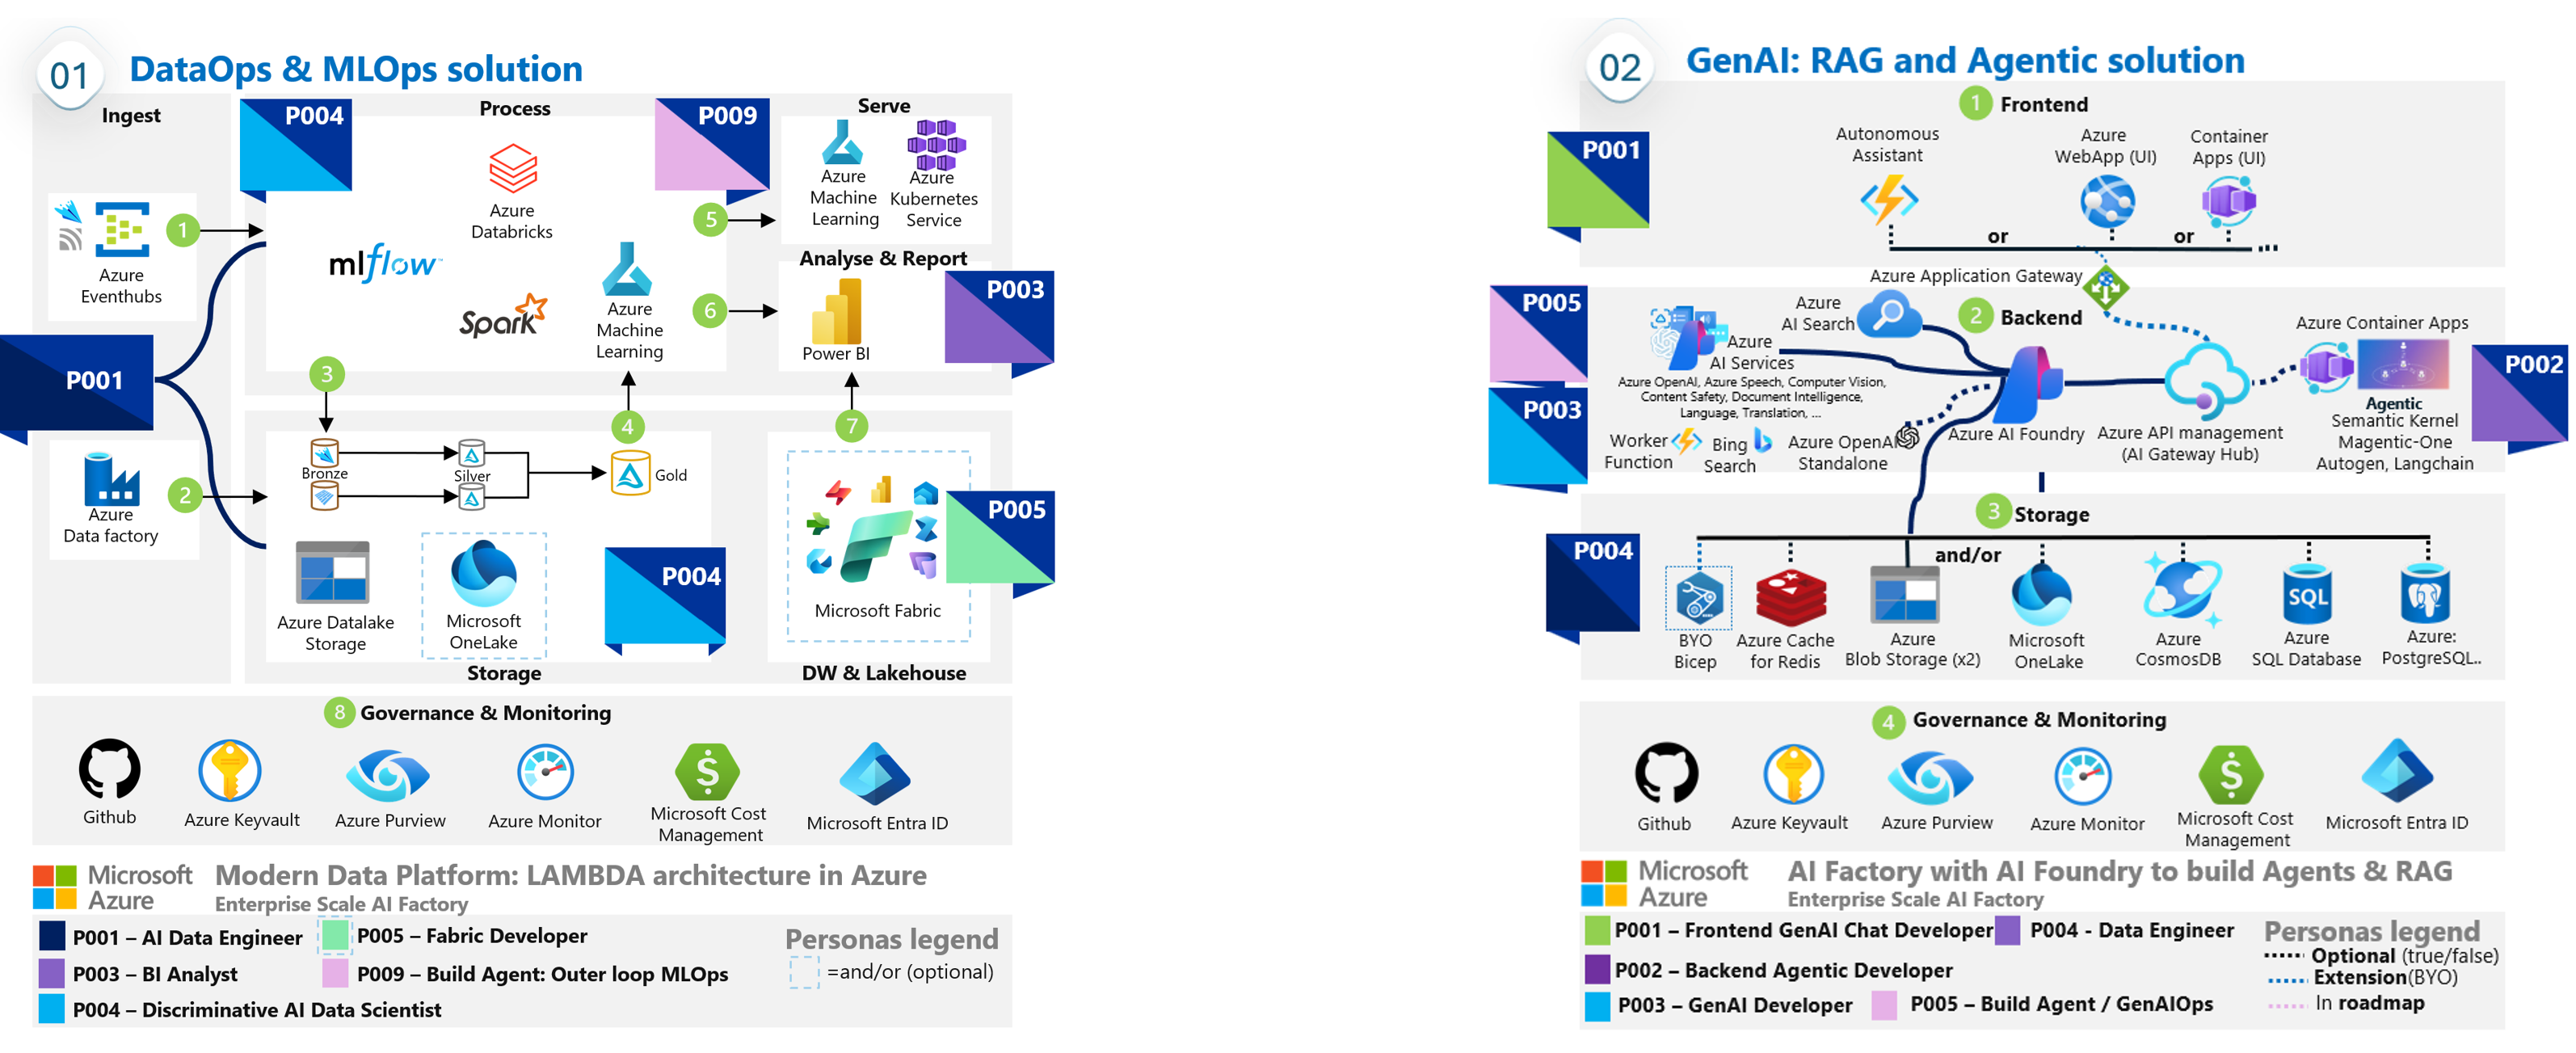 01
DataOps & MLOps solution
Ingest
P004
Process
P009
Serve
Azure
Databricks
Azure
Machine
Learning
Azure
Kubernetes
Service
1
Azure
Eventhubs
mlflow
Spark
Azure
Machine
Learning
5
Analyse & Report
6
Power BI
P003
P001
3
4
7
Bronze
Silver
Gold
2
Azure
Data factory
Azure Datalake
Storage
Microsoft
OneLake
P004
Storage
Microsoft Fabric
P005
DW & Lakehouse
8 Governance & Monitoring
Github
Azure Keyvault
Azure Purview
Azure Monitor
Microsoft Cost
Management
Microsoft Entra ID
Microsoft
Azure
Modern Data Platform: LAMBDA architecture in Azure
Enterprise Scale AI Factory
P001 – AI Data Engineer
P005 – Fabric Developer
P003 – BI Analyst
P009 – Build Agent: Outer loop MLOps
P004 – Discriminative AI Data Scientist
Personas legend
=and/or (optional)
02
GenAI: RAG and Agentic solution
1 Frontend
P001
Autonomous
Assistant
Azure
WebApp (UI)
Container
Apps (UI)
or
or
Azure Application Gateway
2 Backend
P005
P003
Azure
AI Search
Azure
AI Services
Azure OpenAI, Azure Speech, Computer Vision,
Content Safety, Document Intelligence,
Language, Translation, ...
Worker
Function
Bing
Search
Azure OpenAI
Standalone
Azure AI Foundry
Azure API management
(AI Gateway Hub)
Azure Container Apps
Agentic
Semantic Kernel
Magentic-One
Autogen, Langchain
P002
3 Storage
P004
and/or
BYO
Bicep
Azure Cache
for Redis
Azure
Blob Storage (x2)
Microsoft
OneLake
Azure
CosmosDB
SQL
Azure
SQL Database
Azure:
PostgreSQL..
4 Governance & Monitoring
Github
Azure Keyvault
Azure Purview
Azure Monitor
Microsoft Cost
Management
Microsoft Entra ID
Microsoft
Azure
AI Factory with AI Foundry to build Agents & RAG
Enterprise Scale AI Factory
P001 – Frontend GenAI Chat Developer
P004 - Data Engineer
P002 – Backend Agentic Developer
P003 – GenAI Developer
P005 – Build Agent / GenAIOps
Personas legend
Optional (true/false)
Extension(BYO)
In roadmap